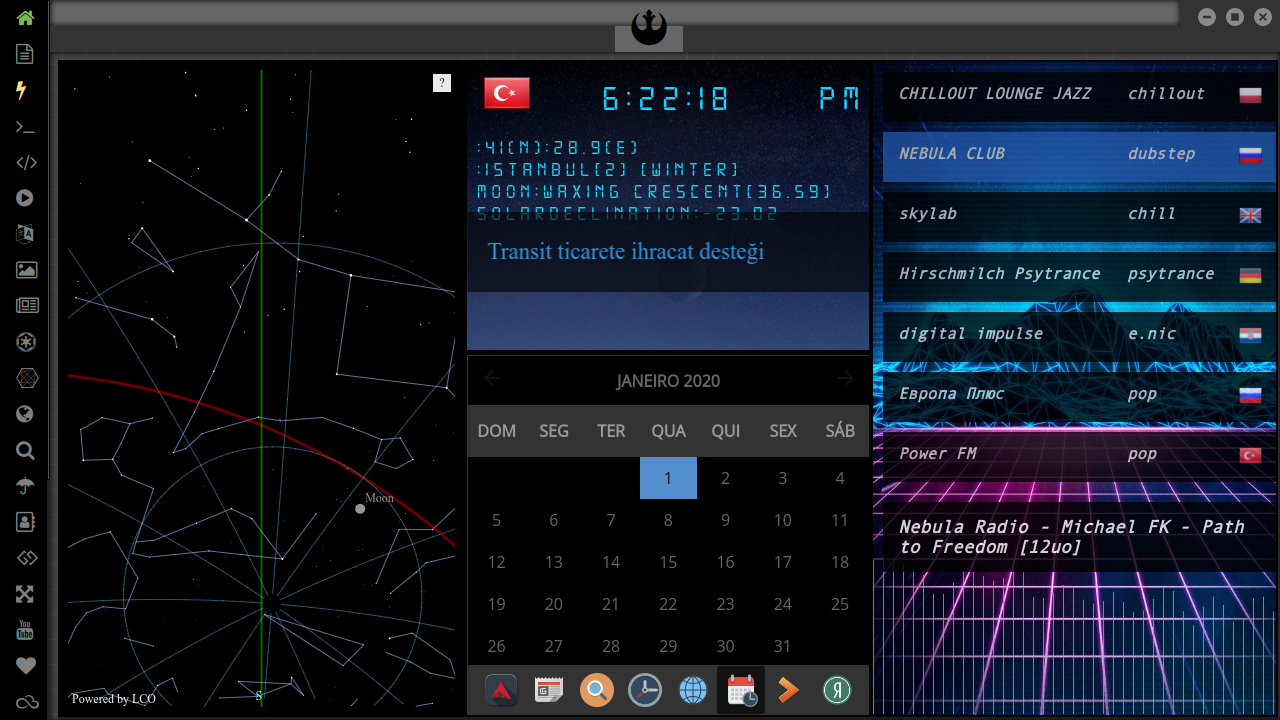 ?
Moon
S
Powered by LCO
6:22:18 PM
:41(N):28.9(E)
:ISTANBUL(2) [WINTER]
MOON:WAXING CRESCENT(36.59)
SOLARDECLINATION:-23.02
Transit ticarete ihracat desteği
JANEIRO 2020
DOM SEG TER QUA QUI SEX SÁB
1 2 3 4
5 6 7 8 9 10 11
12 13 14 15 16 17 18
19 20 21 22 23 24 25
26 27 28 29 30 31
CHILLOUT LOUNGE JAZZ chillout
NEBULA CLUB dubstep
skylab chill
Hirschmilch Psytrance psytrance
digital impulse e.nic
Европа Плюс pop
Power FM pop
Nebula Radio - Michael FK - Path
to Freedom [12uo]
You
Tube
Я